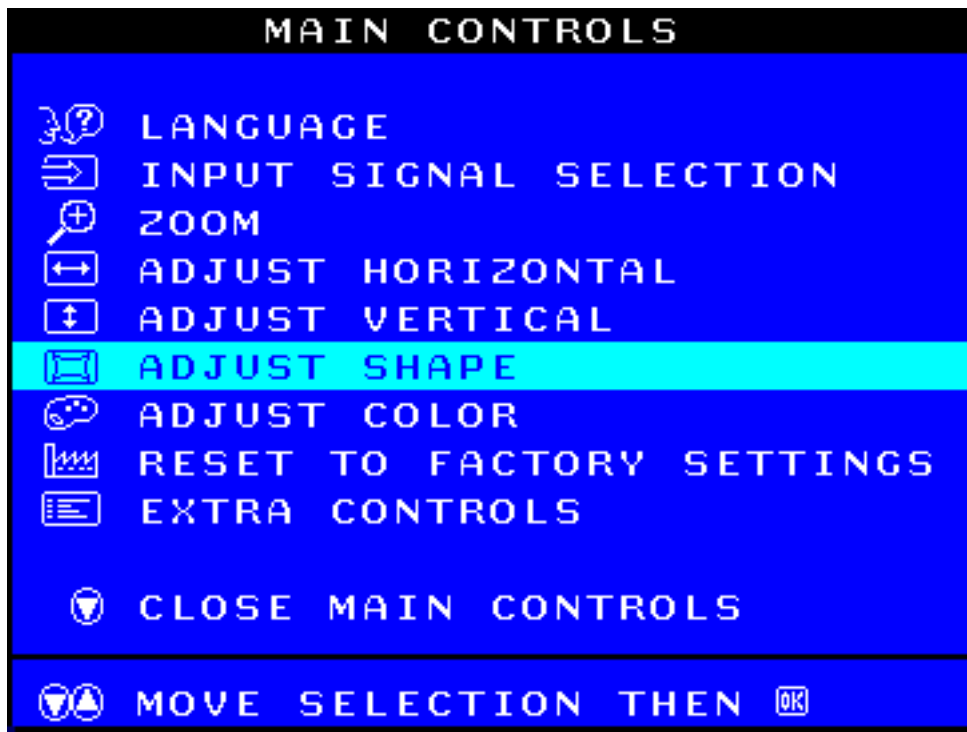 MAIN CONTROLS
LANGUAGE
INPUT SIGNAL SELECTION
ZOOM
ADJUST HORIZONTAL
ADJUST VERTICAL
ADJUST SHAPE
ADJUST COLOR
RESET TO FACTORY SETTINGS
EXTRA CONTROLS
CLOSE MAIN CONTROLS
MOVE SELECTION THEN OK